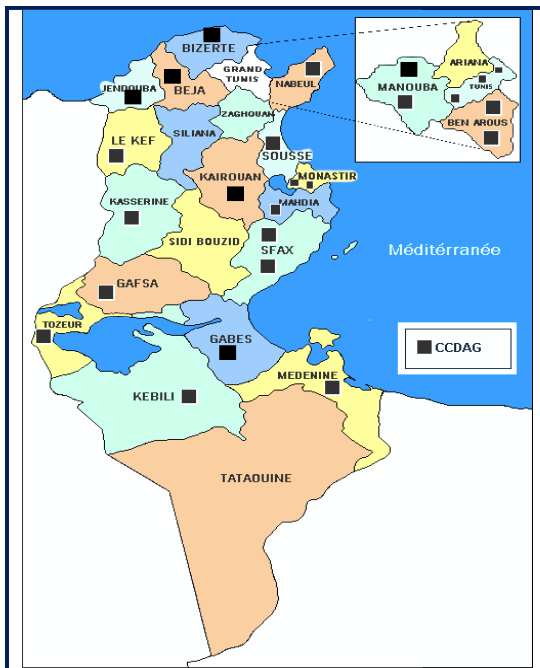 BIZERTE
GRAND
TUNIS
JENDOUBA
BEJA
NABEUL
ZAGHOUAN
LE KEF
SILIANA
SOUSSE
MONASTIR
KAIROUAN
MAHDIA
KASSERINE
SIDI BOUZID
SFAX
GAFSA
TOZEUR
GABES
MEDENINE
KEBILI
TATAOUINE
ARIANA
MANOUBA
TUNIS
BEN AROUS
Méditérranée
CCDAG